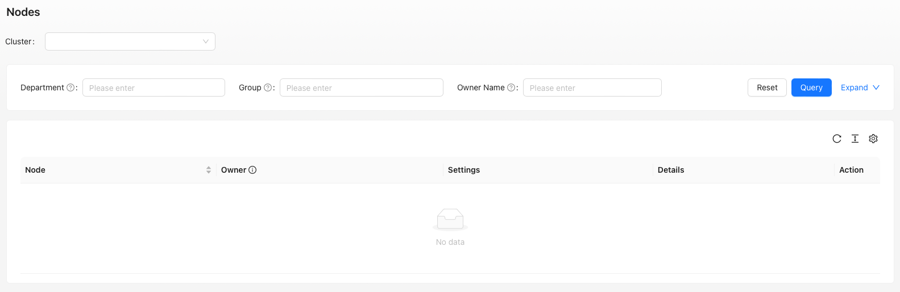 Nodes
Cluster:
Department : Please enter Group : Please enter Owner Name : Please enter Reset Query Expand
Node Owner Settings Details Action
No data